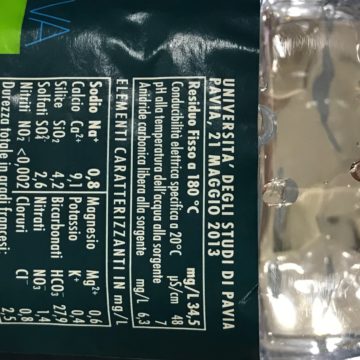 VA
UNIVERSITA' DEGLI STUDI DI PAVIA
PAVIA, 21 MAGGIO 2013
Residuo Fisso a 180 °C mg/L 34,5
Conducibilità elettrica specifica a 20°C µS/cm 48
pH alla temperatura dell'acqua alla sorgente 7
Anidride carbonica libera alla sorgente mg/L 6,3
ELEMENTI CARATTERIZZANTI IN mg/L
Sodio Na⁺ 0,8 Magnesio Mg²⁺ 0,6
Calcio Ca²⁺ 9,1 Potassio K⁺ 0,4
Silice SiO₂ 4,2 Bicarbonati HCO₃⁻ 27,9
Solfati SO₄²⁻ 2,6 Nitrati NO₃⁻ 1,4
Nitriti NO₂⁻ <0,002 Cloruri Cl⁻ 0,8
Durezza totale in gradi francesi: 2,5